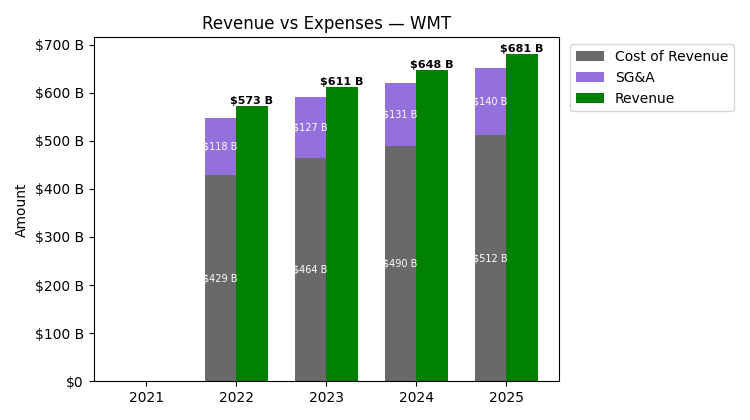 Revenue vs Expenses — WMT
Amount
$700 B
$600 B
$500 B
$400 B
$300 B
$200 B
$100 B
$0
2021
2022
2023
2024
2025
$573 B
$611 B
$648 B
$681 B
$118 B
$127 B
$131 B
$140 B
$429 B
$464 B
$490 B
$512 B
Cost of Revenue
SG&A
Revenue